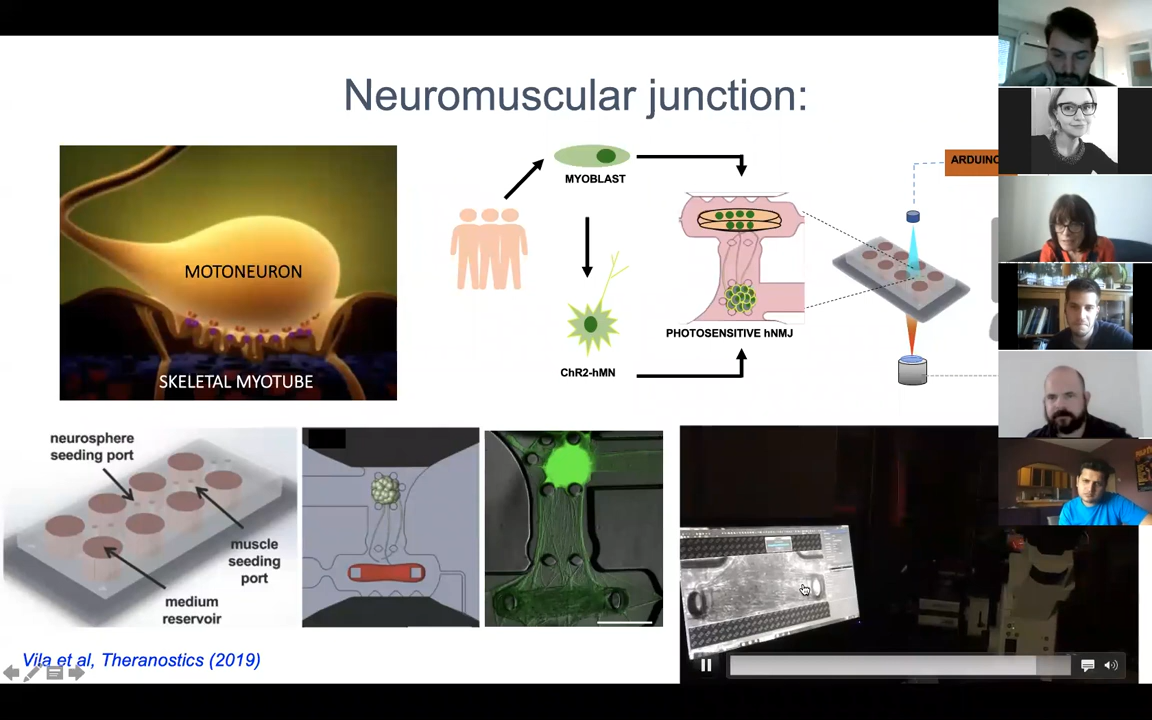 Neuromuscular junction:
MOTONEURON
SKELETAL MYOTUBE
MYOBLAST
ChR2-hMN
PHOTOSENSITIVE hNMJ
ARDUINO
neurosphere
seeding port
muscle
seeding
port
medium
reservoir
Vila et al, Theranostics (2019)